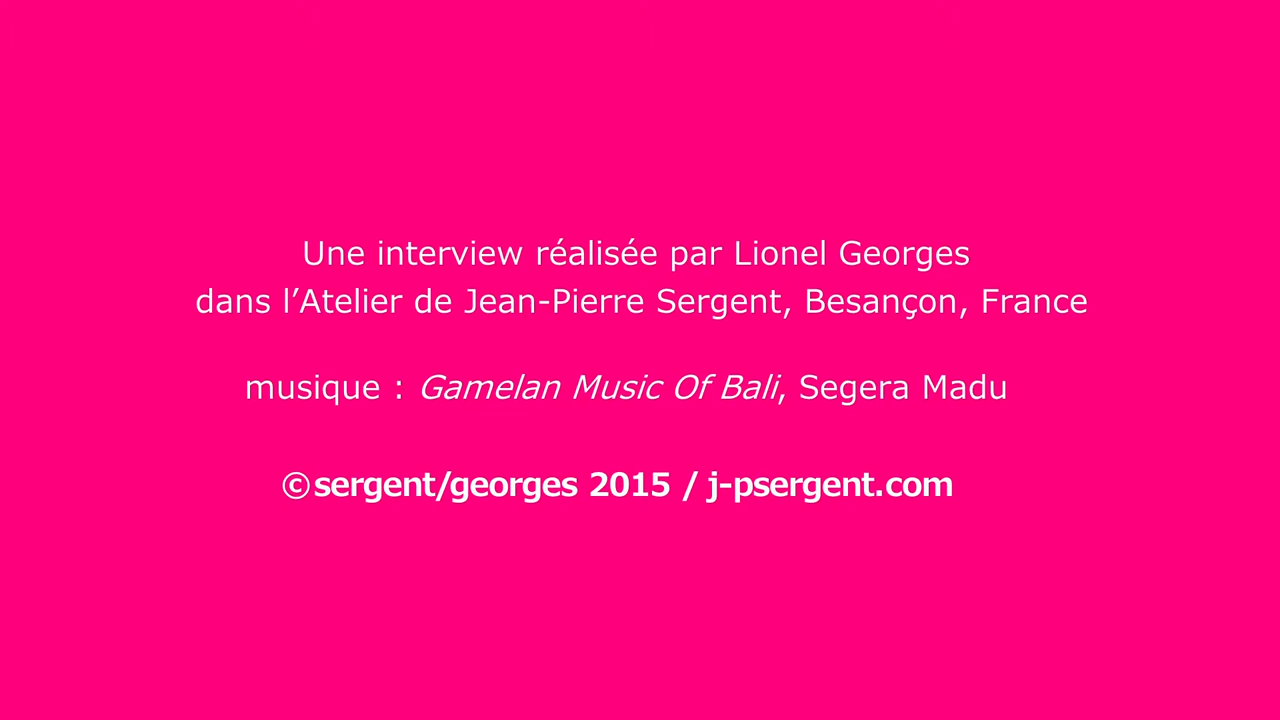 Une interview réalisée par Lionel Georges
dans l’Atelier de Jean-Pierre Sergent, Besançon, France
musique : Gamelan Music Of Bali, Segera Madu
©sergent/georges 2015 / j-psergent.com